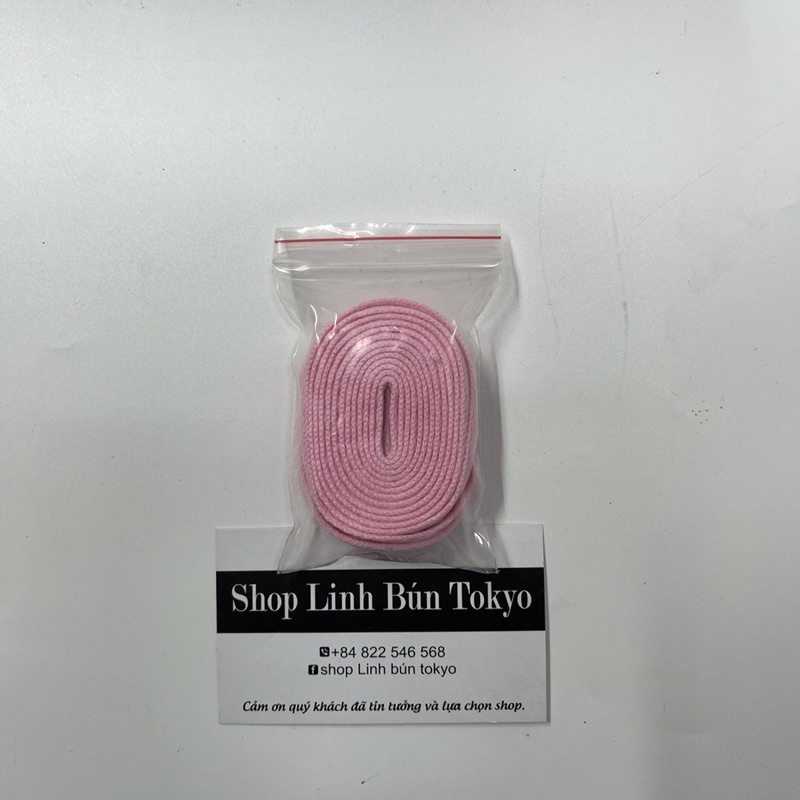 Shop Linh Bún Tokyo
+84 822 546 568
shop Linh bún tokyo
Cảm ơn quý khách đã tin tưởng và lựa chọn shop.